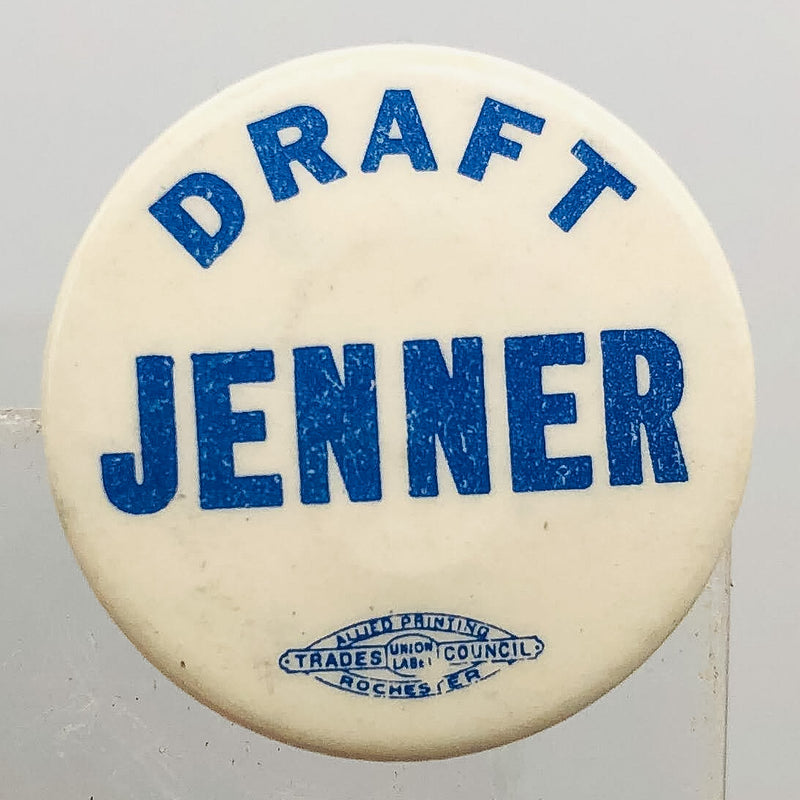 DRAFT
JENNER
ALLIED PRINTING
TRADES UNION LABEL COUNCIL
ROCHESTER